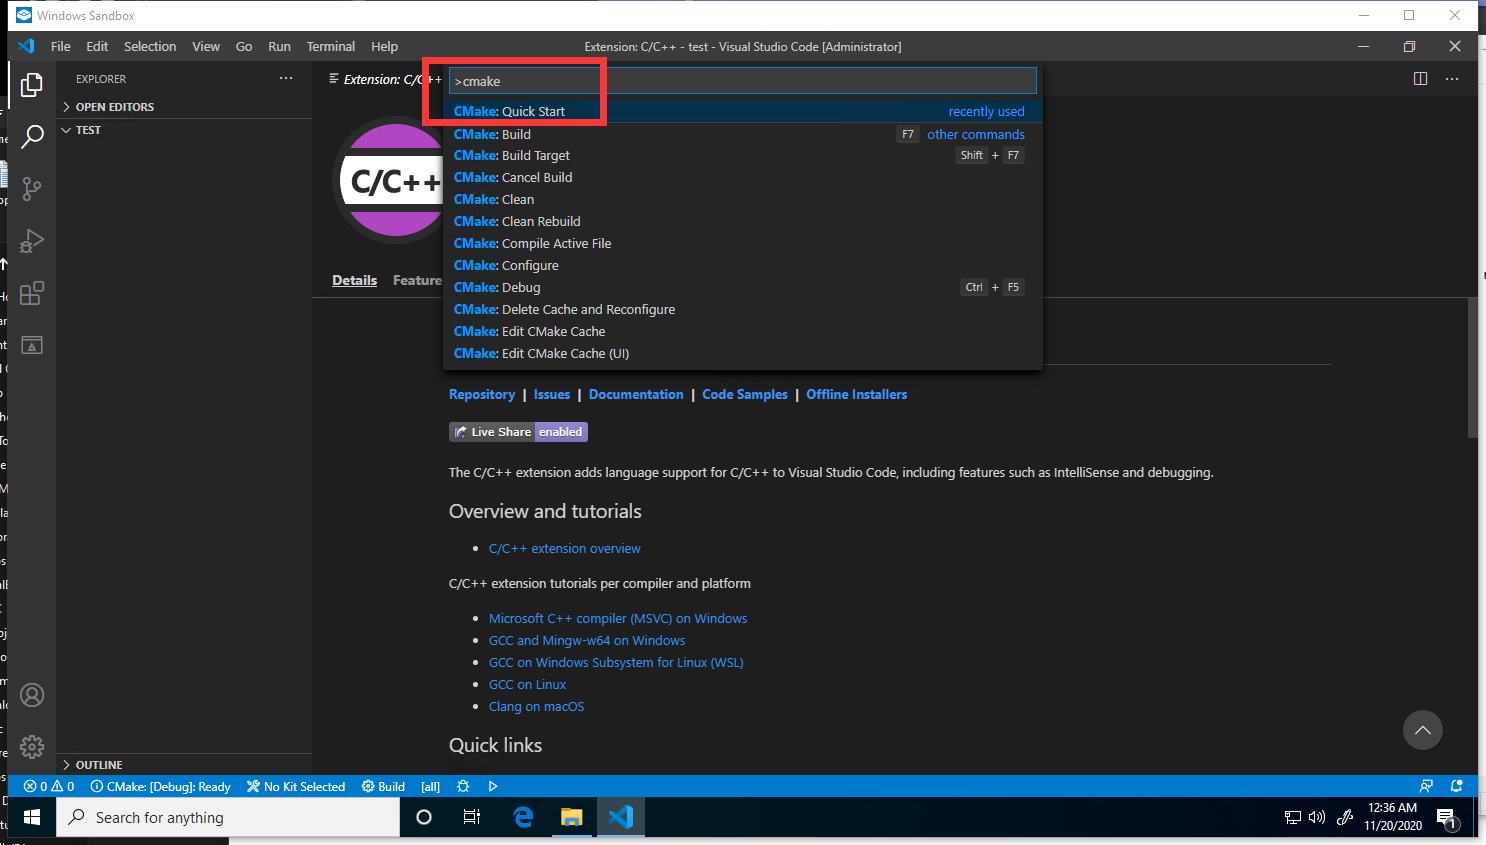 Windows Sandbox
File Edit Selection View Go Run Terminal Help
Extension: C/C++ - test - Visual Studio Code [Administrator]
EXPLORER
OPEN EDITORS
TEST
Extension: C/C++
>cmake
CMake: Quick Start recently used
CMake: Build F7 other commands
CMake: Build Target Shift + F7
CMake: Cancel Build
CMake: Clean
CMake: Clean Rebuild
CMake: Compile Active File
CMake: Configure
CMake: Debug Ctrl + F5
CMake: Delete Cache and Reconfigure
CMake: Edit CMake Cache
CMake: Edit CMake Cache (UI)
C/C++
Details Feature
Repository | Issues | Documentation | Code Samples | Offline Installers
Live Share enabled
The C/C++ extension adds language support for C/C++ to Visual Studio Code, including features such as IntelliSense and debugging.
Overview and tutorials
• C/C++ extension overview
C/C++ extension tutorials per compiler and platform
• Microsoft C++ compiler (MSVC) on Windows
• GCC and Mingw-w64 on Windows
• GCC on Windows Subsystem for Linux (WSL)
• GCC on Linux
• Clang on macOS
Quick links
OUTLINE
0 0 CMake: [Debug]: Ready No Kit Selected Build [all]
Search for anything
12:36 AM
11/20/2020
1